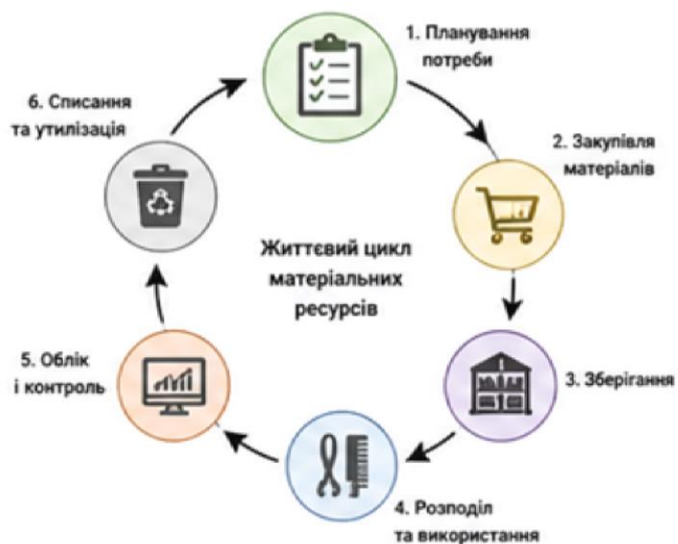 1. Планування
потреби
2. Закупівля
матеріалів
3. Зберігання
4. Розподіл
та використання
5. Облік
і контроль
6. Списання
та утилізація
Життєвий цикл
матеріальних
ресурсів